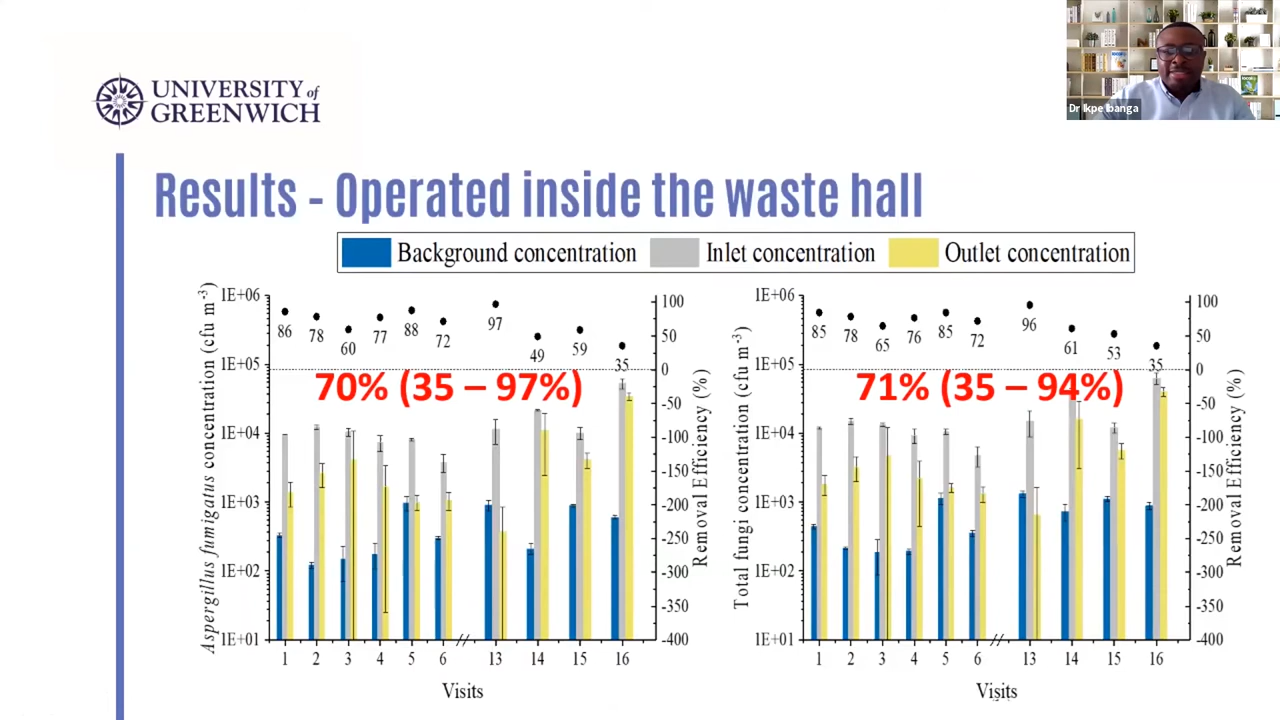 Dr Ikpe Ibanga
UNIVERSITY of
GREENWICH
Results - Operated inside the waste hall
Background concentration Inlet concentration Outlet concentration
Aspergillus fumigatus concentration (cfu m-3)
1E+06
1E+05
1E+04
1E+03
1E+02
1E+01
86 78 60 77 88 72 97 49 59 35
70% (35 – 97%)
100
50
0
-50
-100
-150
-200
-250
-300
-350
-400
Removal Efficiency (%)
1 2 3 4 5 6 13 14 15 16
Visits
Total fungi concentration (cfu m-3)
1E+06
1E+05
1E+04
1E+03
1E+02
1E+01
85 78 65 76 85 72 96 61 53 35
71% (35 – 94%)
100
50
0
-50
-100
-150
-200
-250
-300
-350
-400
Removal Efficiency (%)
1 2 3 4 5 6 13 14 15 16
Visits